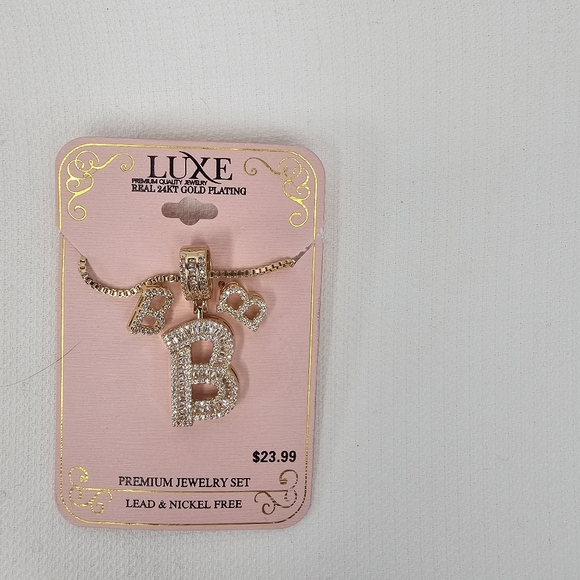 LUXE
PREMIUM QUALITY JEWELRY
REAL 24KT GOLD PLATING
B B
B
$23.99
PREMIUM JEWELRY SET
LEAD & NICKEL FREE